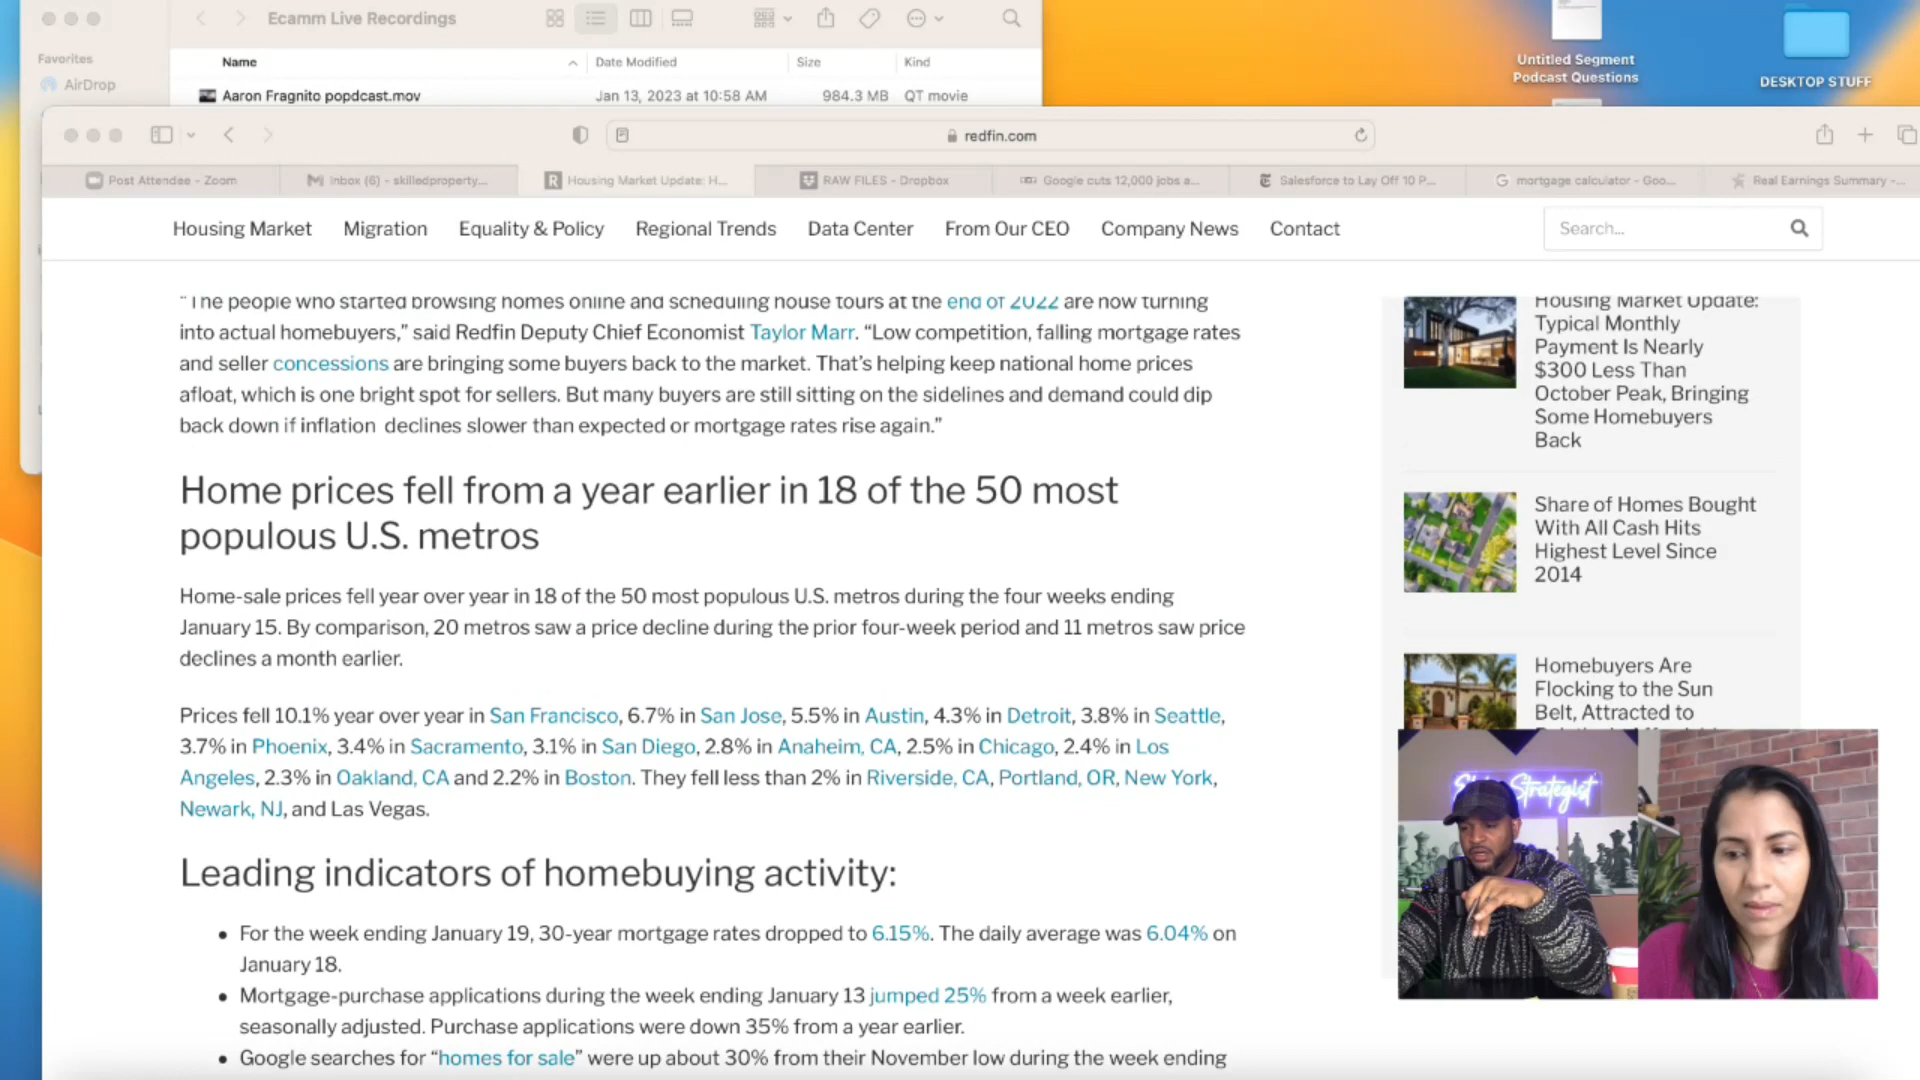 Ecamm Live Recordings
Favorites
AirDrop
Name Date Modified Size Kind
Aaron Fragnito popdcast.mov Jan 13, 2023 at 10:58 AM 984.3 MB QT movie
Untitled Segment
Podcast Questions
DESKTOP STUFF
redfin.com
Post Attendee - Zoom
Inbox (6) - skilledproperty...
Housing Market Update: H...
RAW FILES - Dropbox
Google cuts 12,000 jobs a...
Salesforce to Lay Off 10 P...
mortgage calculator - Goo...
Real Earnings Summary -...
Housing Market Migration Equality & Policy Regional Trends Data Center From Our CEO Company News Contact
Search...
“The people who started browsing homes online and scheduling house tours at the end of 2022 are now turning
into actual homebuyers,” said Redfin Deputy Chief Economist Taylor Marr. “Low competition, falling mortgage rates
and seller concessions are bringing some buyers back to the market. That’s helping keep national home prices
afloat, which is one bright spot for sellers. But many buyers are still sitting on the sidelines and demand could dip
back down if inflation declines slower than expected or mortgage rates rise again.”
Home prices fell from a year earlier in 18 of the 50 most
populous U.S. metros
Home-sale prices fell year over year in 18 of the 50 most populous U.S. metros during the four weeks ending
January 15. By comparison, 20 metros saw a price decline during the prior four-week period and 11 metros saw price
declines a month earlier.
Prices fell 10.1% year over year in San Francisco, 6.7% in San Jose, 5.5% in Austin, 4.3% in Detroit, 3.8% in Seattle,
3.7% in Phoenix, 3.4% in Sacramento, 3.1% in San Diego, 2.8% in Anaheim, CA, 2.5% in Chicago, 2.4% in Los
Angeles, 2.3% in Oakland, CA and 2.2% in Boston. They fell less than 2% in Riverside, CA, Portland, OR, New York,
Newark, NJ, and Las Vegas.
Leading indicators of homebuying activity:
• For the week ending January 19, 30-year mortgage rates dropped to 6.15%. The daily average was 6.04% on
January 18.
• Mortgage-purchase applications during the week ending January 13 jumped 25% from a week earlier,
seasonally adjusted. Purchase applications were down 35% from a year earlier.
• Google searches for “homes for sale” were up about 30% from their November low during the week ending
Housing Market Update:
Typical Monthly
Payment Is Nearly
$300 Less Than
October Peak, Bringing
Some Homebuyers
Back
Share of Homes Bought
With All Cash Hits
Highest Level Since
2014
Homebuyers Are
Flocking to the Sun
Belt, Attracted to
Strategist